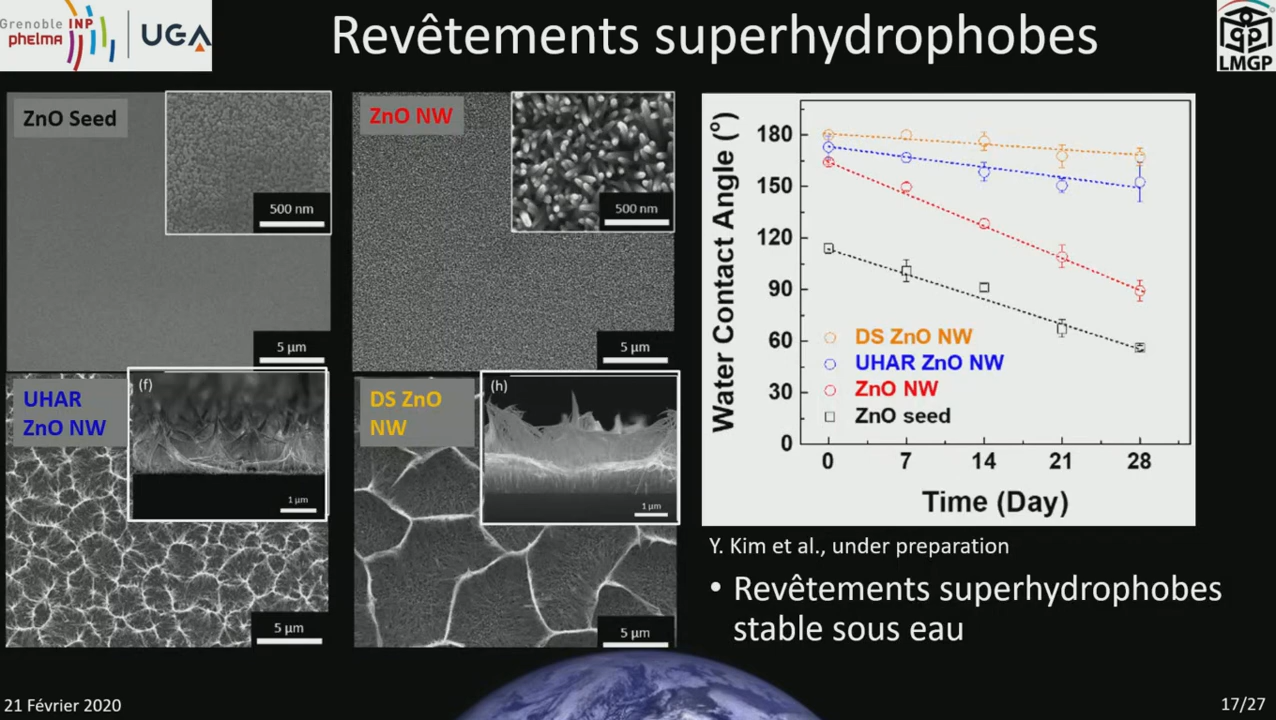 Grenoble INP
phelma
UGA
Revêtements superhydrophobes
LMGP
ZnO Seed
500 nm
5 µm
ZnO NW
500 nm
5 µm
UHAR
ZnO NW
(f)
1 µm
5 µm
DS ZnO
NW
(h)
1 µm
5 µm
Water Contact Angle (°)
180
150
120
90
60
30
0
DS ZnO NW
UHAR ZnO NW
ZnO NW
ZnO seed
0 7 14 21 28
Time (Day)
Y. Kim et al., under preparation
• Revêtements superhydrophobes
stable sous eau
21 Février 2020
17/27